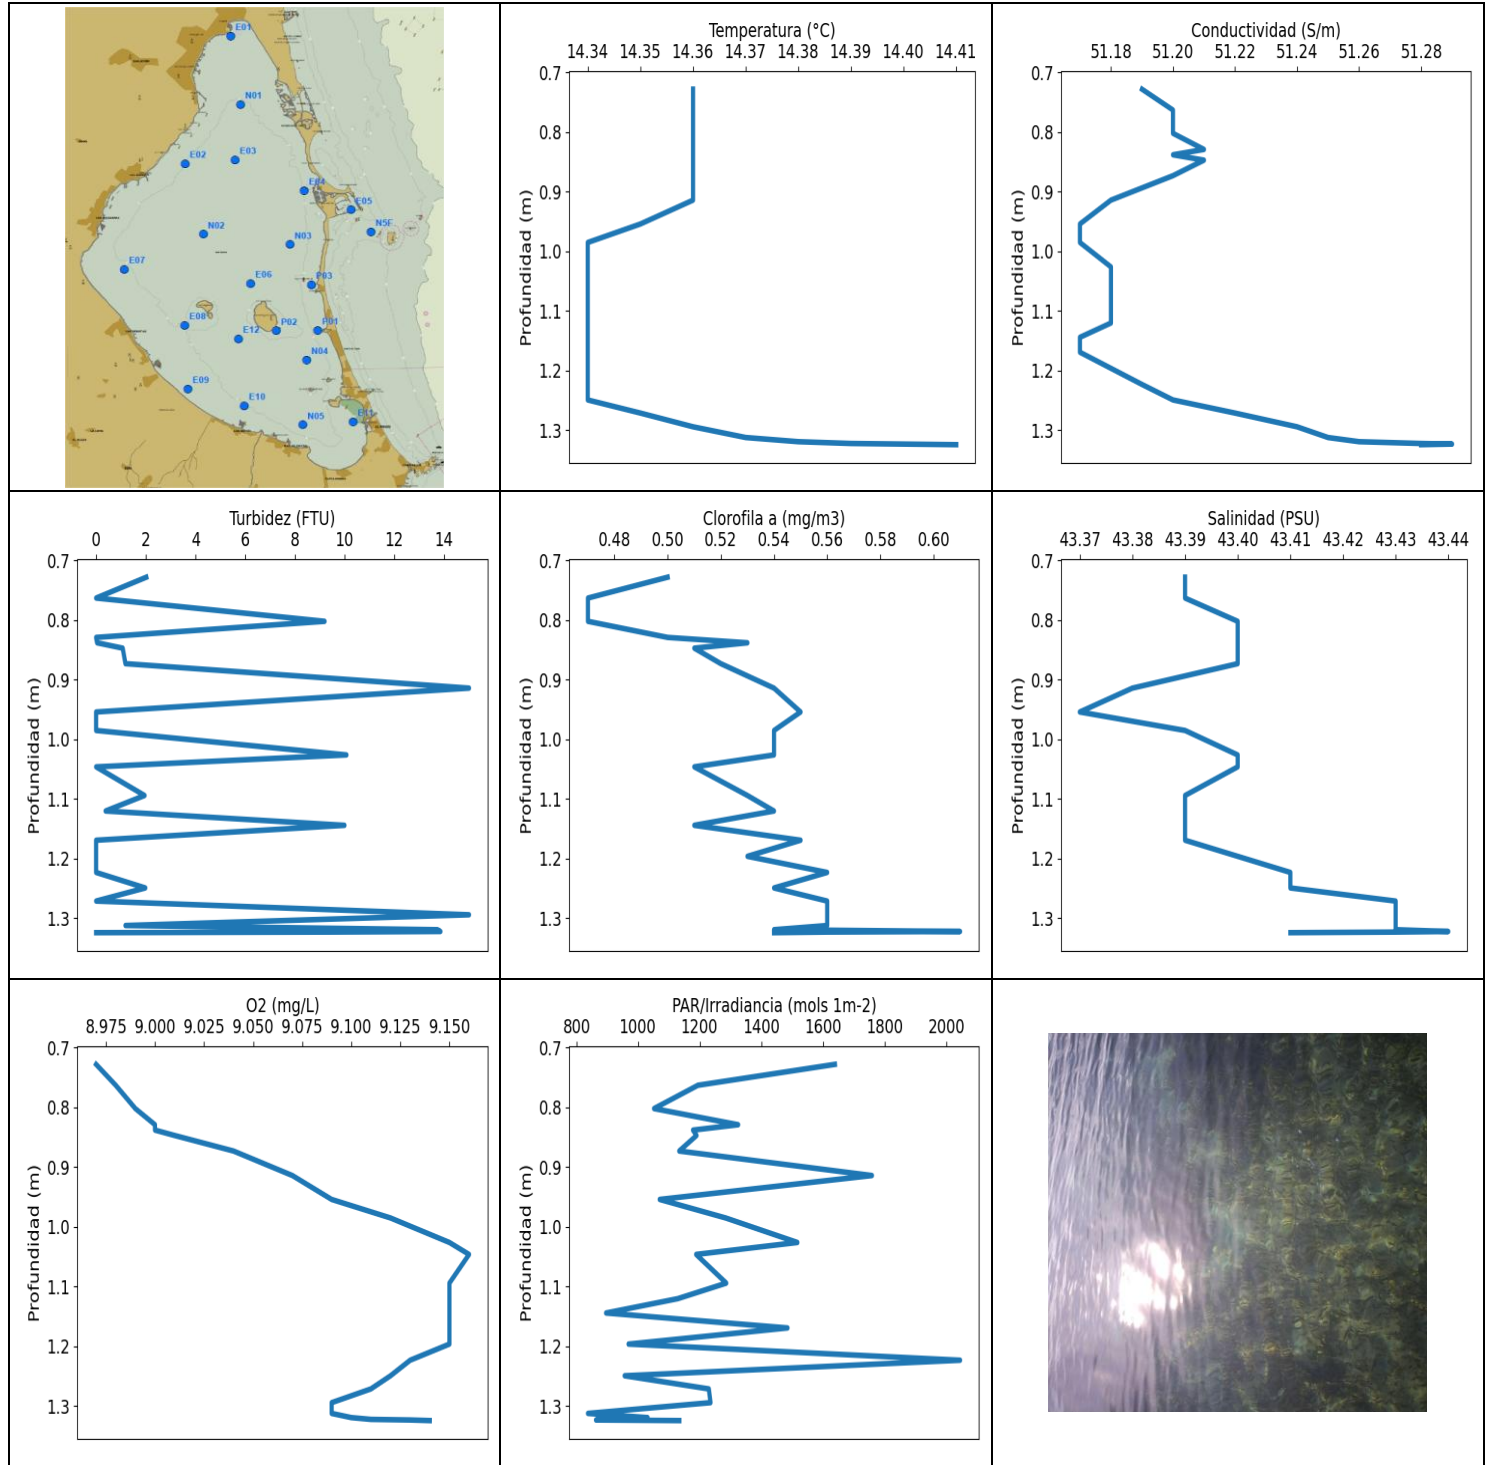 E01
N01
E02
E03
E04
E05
N5F
N02
N03
E07
E06
P03
E08
P02
P01
E12
N04
E09
E10
N05
E11
Temperatura (°C)
14.34 14.35 14.36 14.37 14.38 14.39 14.40 14.41
Profundidad (m)
0.7
0.8
0.9
1.0
1.1
1.2
1.3
Conductividad (S/m)
51.18 51.20 51.22 51.24 51.26 51.28
Profundidad (m)
0.7
0.8
0.9
1.0
1.1
1.2
1.3
Turbidez (FTU)
0 2 4 6 8 10 12 14
Profundidad (m)
0.7
0.8
0.9
1.0
1.1
1.2
1.3
Clorofila a (mg/m3)
0.48 0.50 0.52 0.54 0.56 0.58 0.60
Profundidad (m)
0.7
0.8
0.9
1.0
1.1
1.2
1.3
Salinidad (PSU)
43.37 43.38 43.39 43.40 43.41 43.42 43.43 43.44
Profundidad (m)
0.7
0.8
0.9
1.0
1.1
1.2
1.3
O2 (mg/L)
8.975 9.000 9.025 9.050 9.075 9.100 9.125 9.150
Profundidad (m)
0.7
0.8
0.9
1.0
1.1
1.2
1.3
PAR/Irradiancia (mols 1m-2)
800 1000 1200 1400 1600 1800 2000
Profundidad (m)
0.7
0.8
0.9
1.0
1.1
1.2
1.3